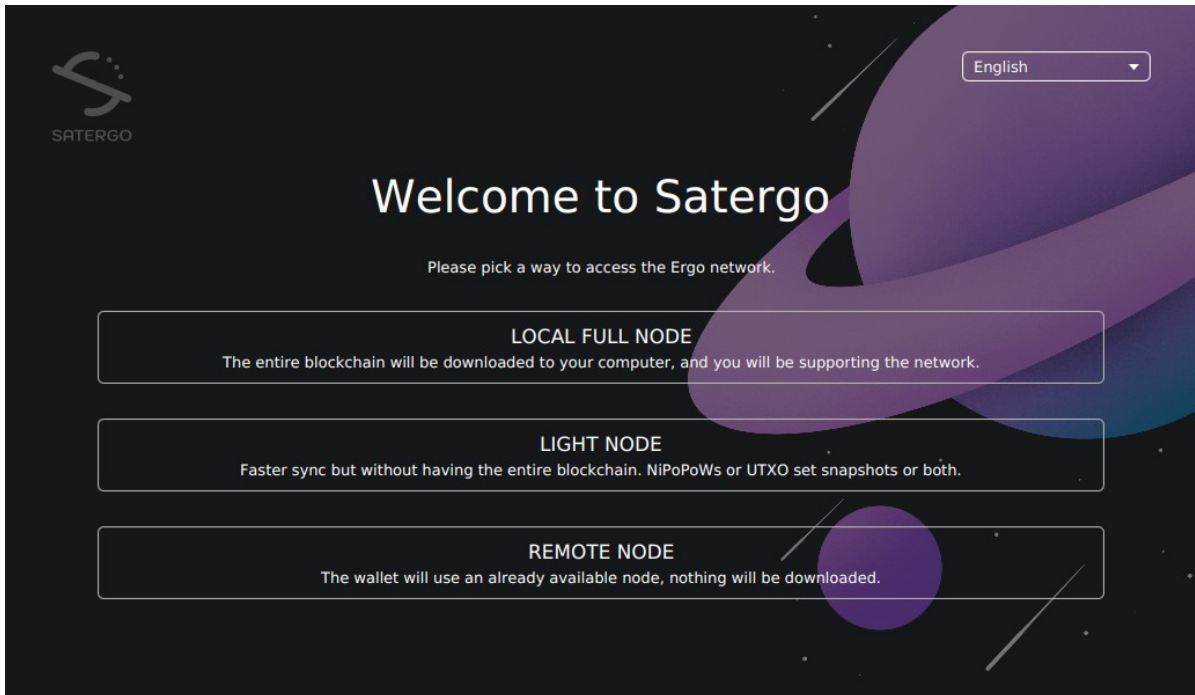 SATERGO
English
Welcome to Satergo
Please pick a way to access the Ergo network.
LOCAL FULL NODE
The entire blockchain will be downloaded to your computer, and you will be supporting the network.
LIGHT NODE
Faster sync but without having the entire blockchain. NiPoPoWs or UTXO set snapshots or both.
REMOTE NODE
The wallet will use an already available node, nothing will be downloaded.